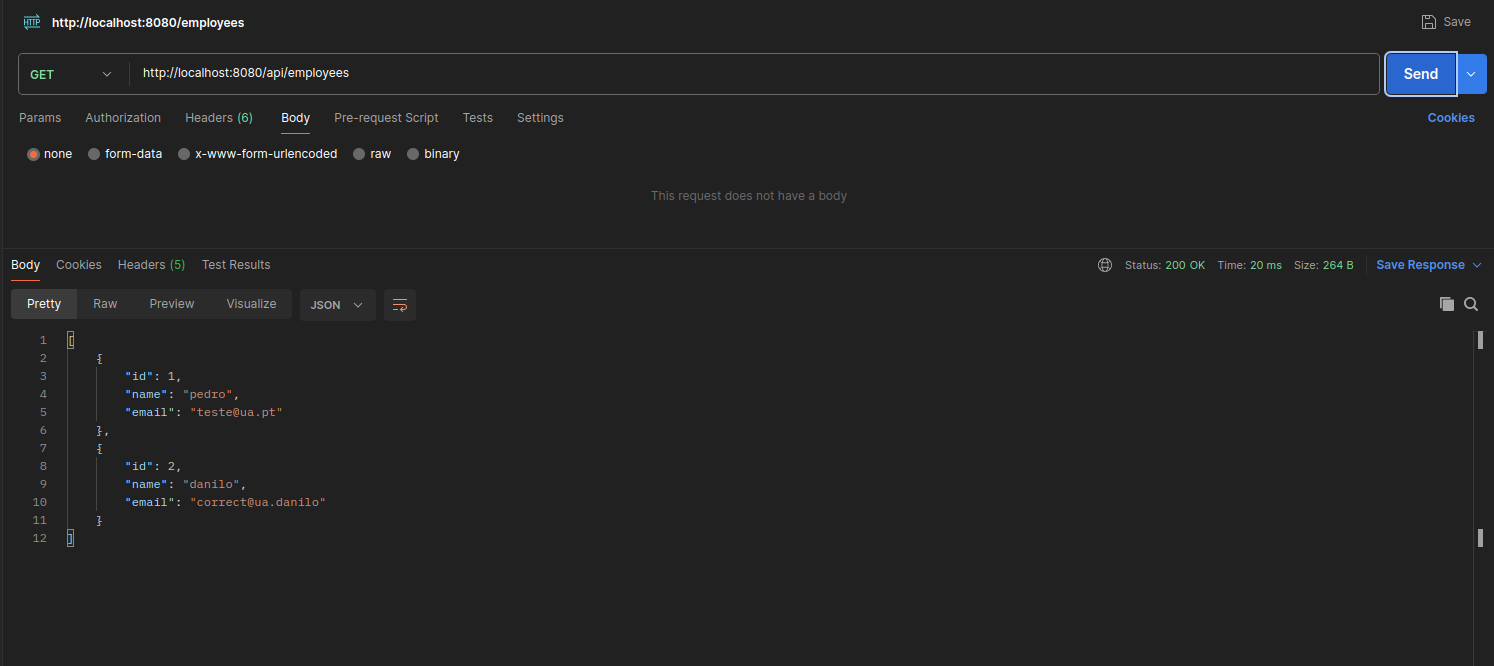 HTTP http://localhost:8080/employees Save
GET http://localhost:8080/api/employees Send
Params Authorization Headers (6) Body Pre-request Script Tests Settings Cookies
none form-data x-www-form-urlencoded raw binary
This request does not have a body
Body Cookies Headers (5) Test Results Status: 200 OK Time: 20 ms Size: 264 B Save Response
Pretty Raw Preview Visualize JSON
1 [
2 {
3 "id": 1,
4 "name": "pedro",
5 "email": "teste@ua.pt"
6 },
7 {
8 "id": 2,
9 "name": "danilo",
10 "email": "correct@ua.danilo"
11 }
12 ]